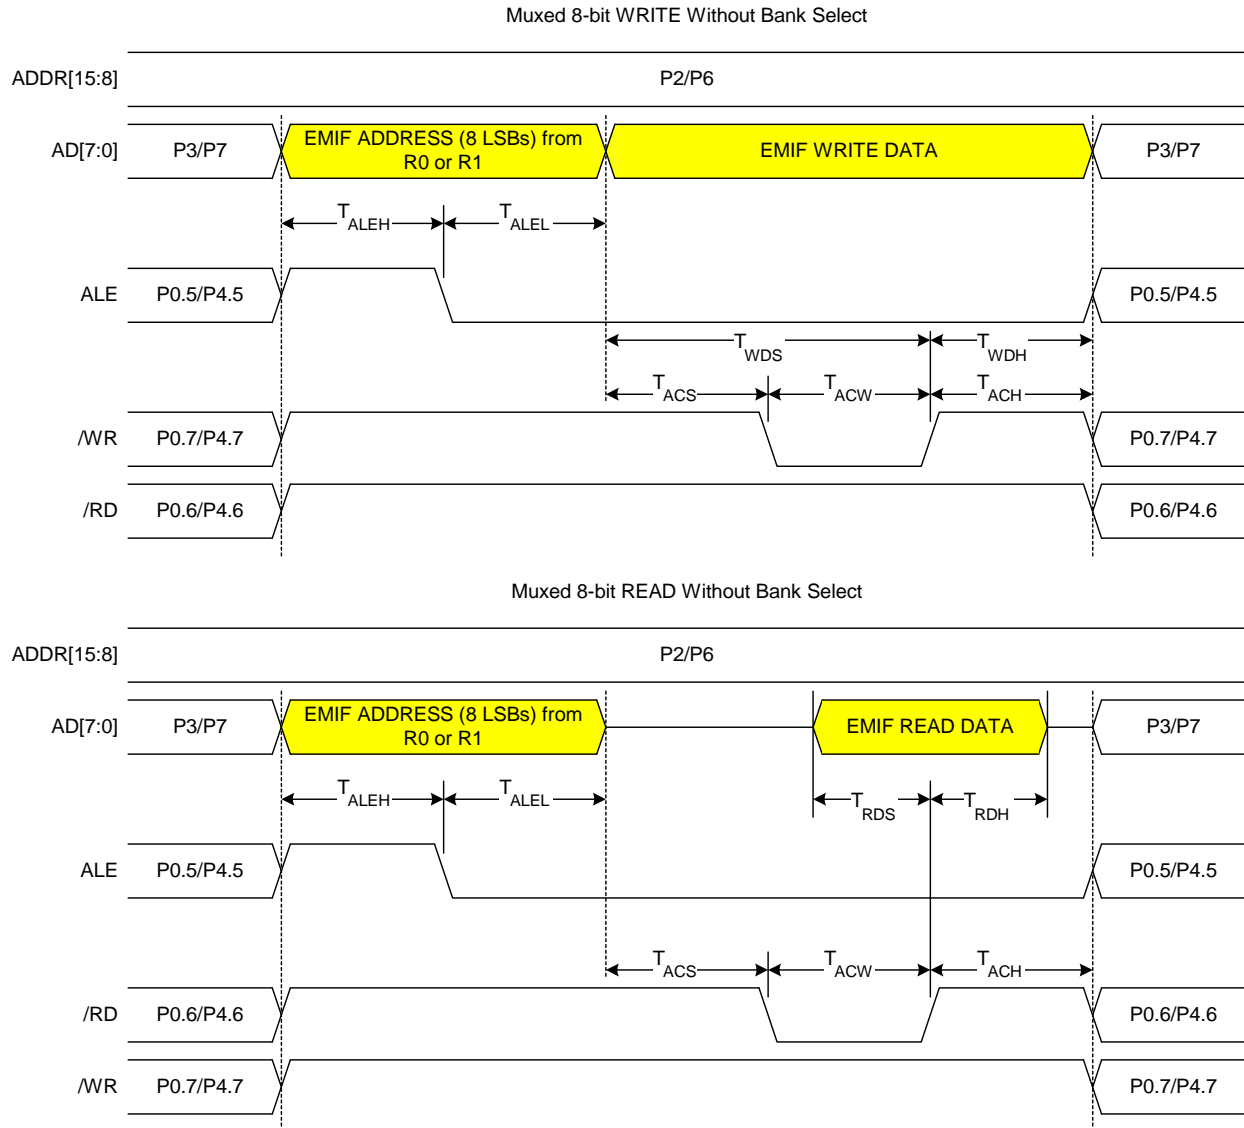 Muxed 8-bit WRITE Without Bank Select
ADDR[15:8] P2/P6
AD[7:0] P3/P7 EMIF ADDRESS (8 LSBs) from R0 or R1 EMIF WRITE DATA P3/P7
TALEH TALEL
ALE P0.5/P4.5 P0.5/P4.5
TWDS TWDH
TACS TACW TACH
/WR P0.7/P4.7 P0.7/P4.7
/RD P0.6/P4.6 P0.6/P4.6
Muxed 8-bit READ Without Bank Select
ADDR[15:8] P2/P6
AD[7:0] P3/P7 EMIF ADDRESS (8 LSBs) from R0 or R1 EMIF READ DATA P3/P7
TALEH TALEL TRDS TRDH
ALE P0.5/P4.5 P0.5/P4.5
TACS TACW TACH
/RD P0.6/P4.6 P0.6/P4.6
/WR P0.7/P4.7 P0.7/P4.7